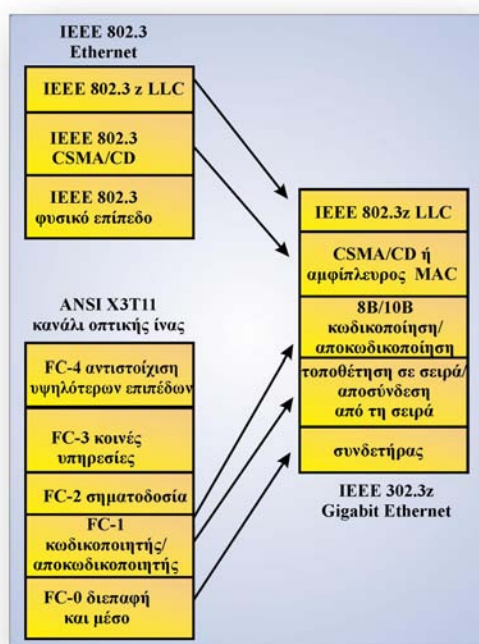 IEEE 802.3
Ethernet
IEEE 802.3 z LLC
IEEE 802.3
CSMA/CD
IEEE 802.3
φυσικό επίπεδο
ANSI X3T11
κανάλι οπτικής ίνας
FC-4 αντιστοίχιση
υψηλότερων επιπέδων
FC-3 κοινές
υπηρεσίες
FC-2 σηματοδοσία
FC-1
κωδικοποιητής/
αποκωδικοποιητής
FC-0 διεπαφή
και μέσο
IEEE 802.3z LLC
CSMA/CD ή
αμφίπλευρος MAC
8B/10B
κωδικοποίηση/
αποκωδικοποίηση
τοποθέτηση σε σειρά/
αποσύνδεση
από τη σειρά
συνδετήρας
IEEE 302.3z
Gigabit Ethernet